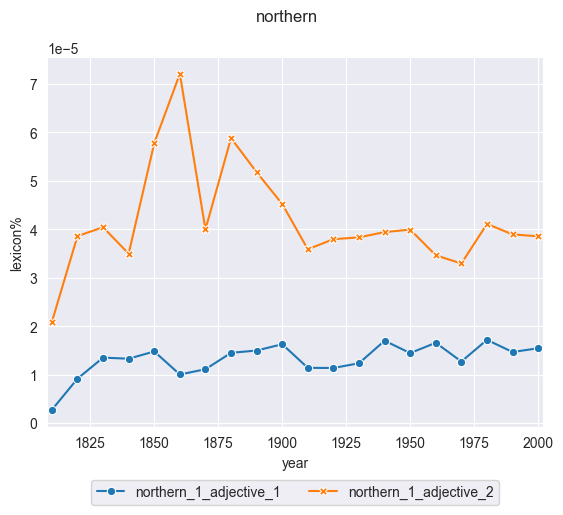 northern
1e−5
7
6
5
4
3
2
1
0
lexicon%
1825 1850 1875 1900 1925 1950 1975 2000
year
northern_1_adjective_1 northern_1_adjective_2